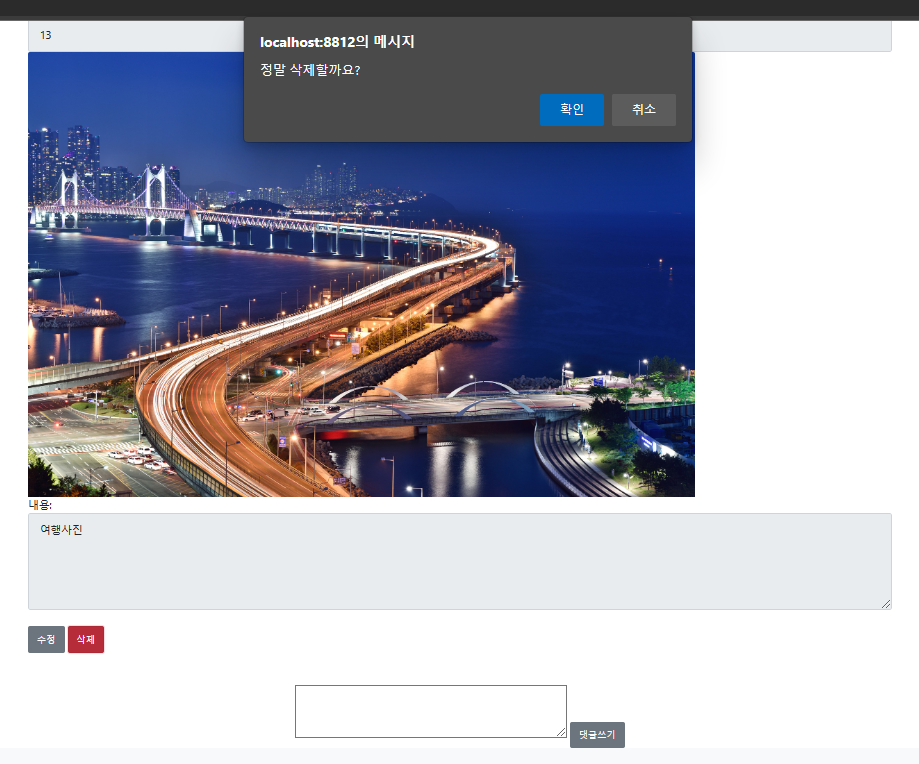 localhost:8812의 메시지
정말 삭제할까요?
확인
취소
13
내용:
여행사진
수정 삭제
댓글쓰기